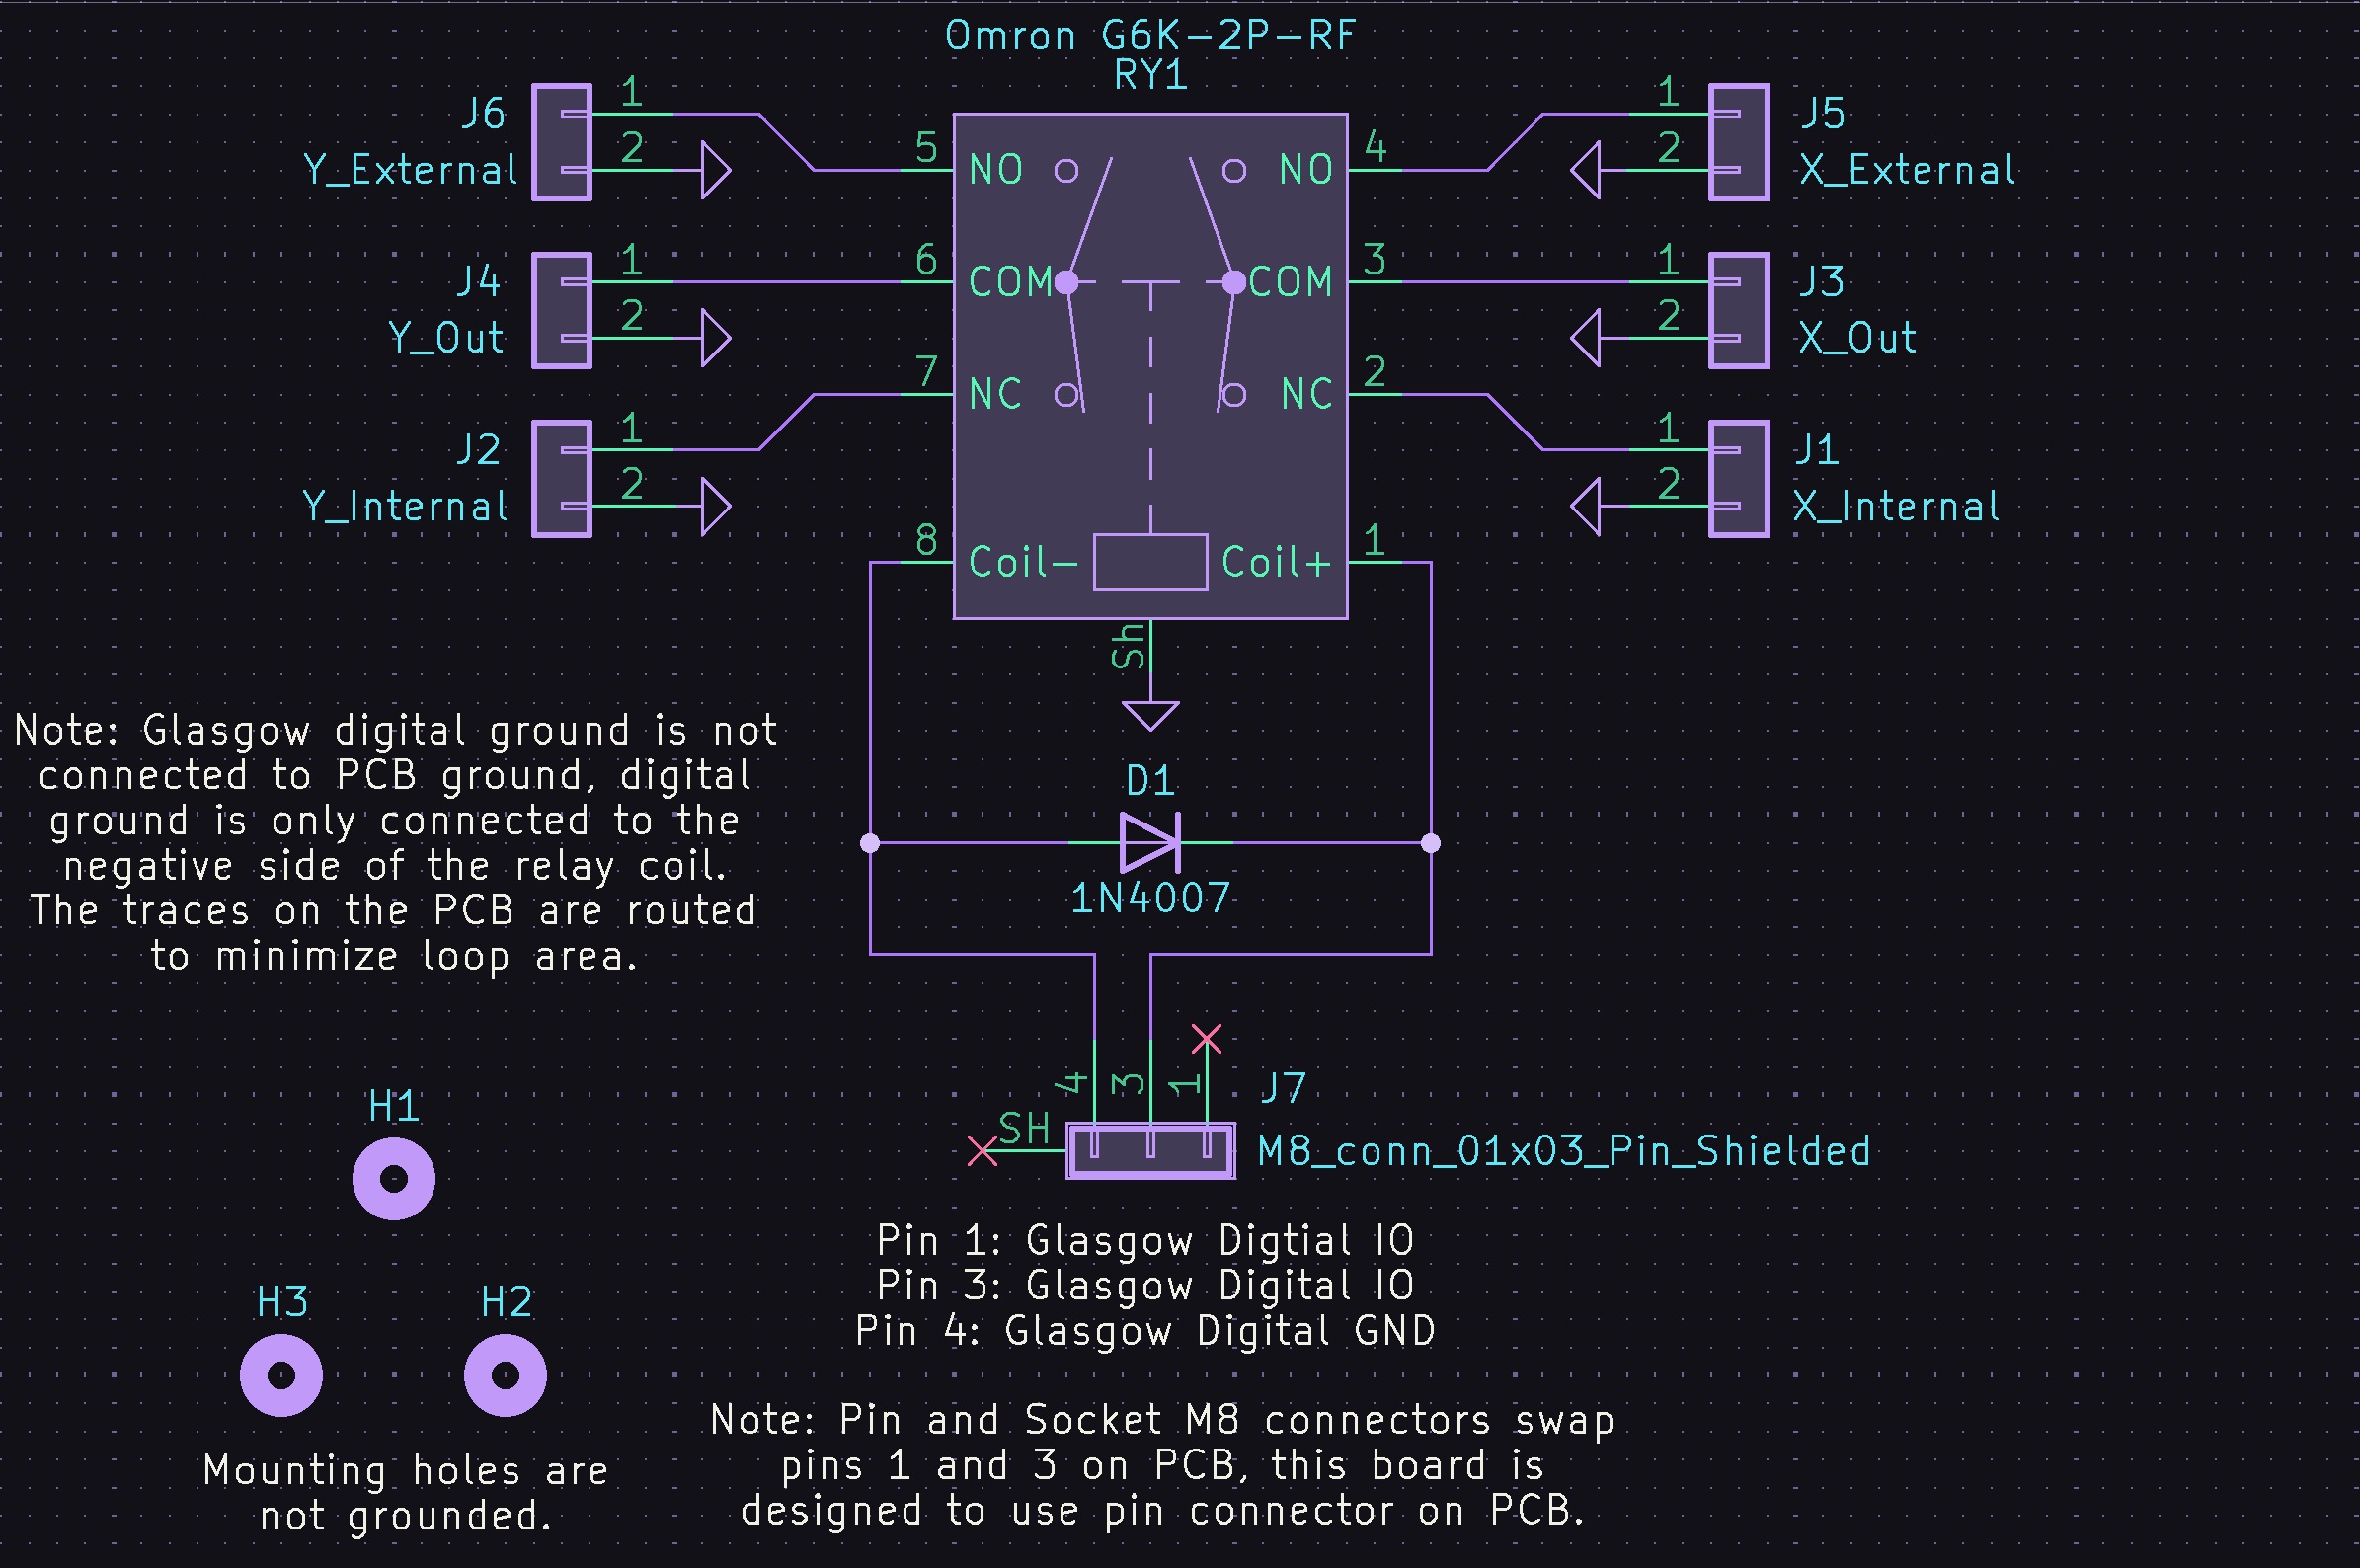 Omron G6K-2P-RF
RY1
J6
Y_External
1
2
J4
Y_Out
1
2
J2
Y_Internal
1
2
5
NO
6
COM
7
NC
8
Coil-
NO
4
COM
3
NC
2
Coil+
1
Sh
1
2
J5
X_External
1
2
J3
X_Out
1
2
J1
X_Internal
Note: Glasgow digital ground is not
connected to PCB ground, digital
ground is only connected to the
negative side of the relay coil.
The traces on the PCB are routed
to minimize loop area.
D1
1N4007
4
3
1
SH
J7
M8_conn_01x03_Pin_Shielded
Pin 1: Glasgow Digtial IO
Pin 3: Glasgow Digital IO
Pin 4: Glasgow Digital GND
H1
H3
H2
Mounting holes are
not grounded.
Note: Pin and Socket M8 connectors swap
pins 1 and 3 on PCB, this board is
designed to use pin connector on PCB.